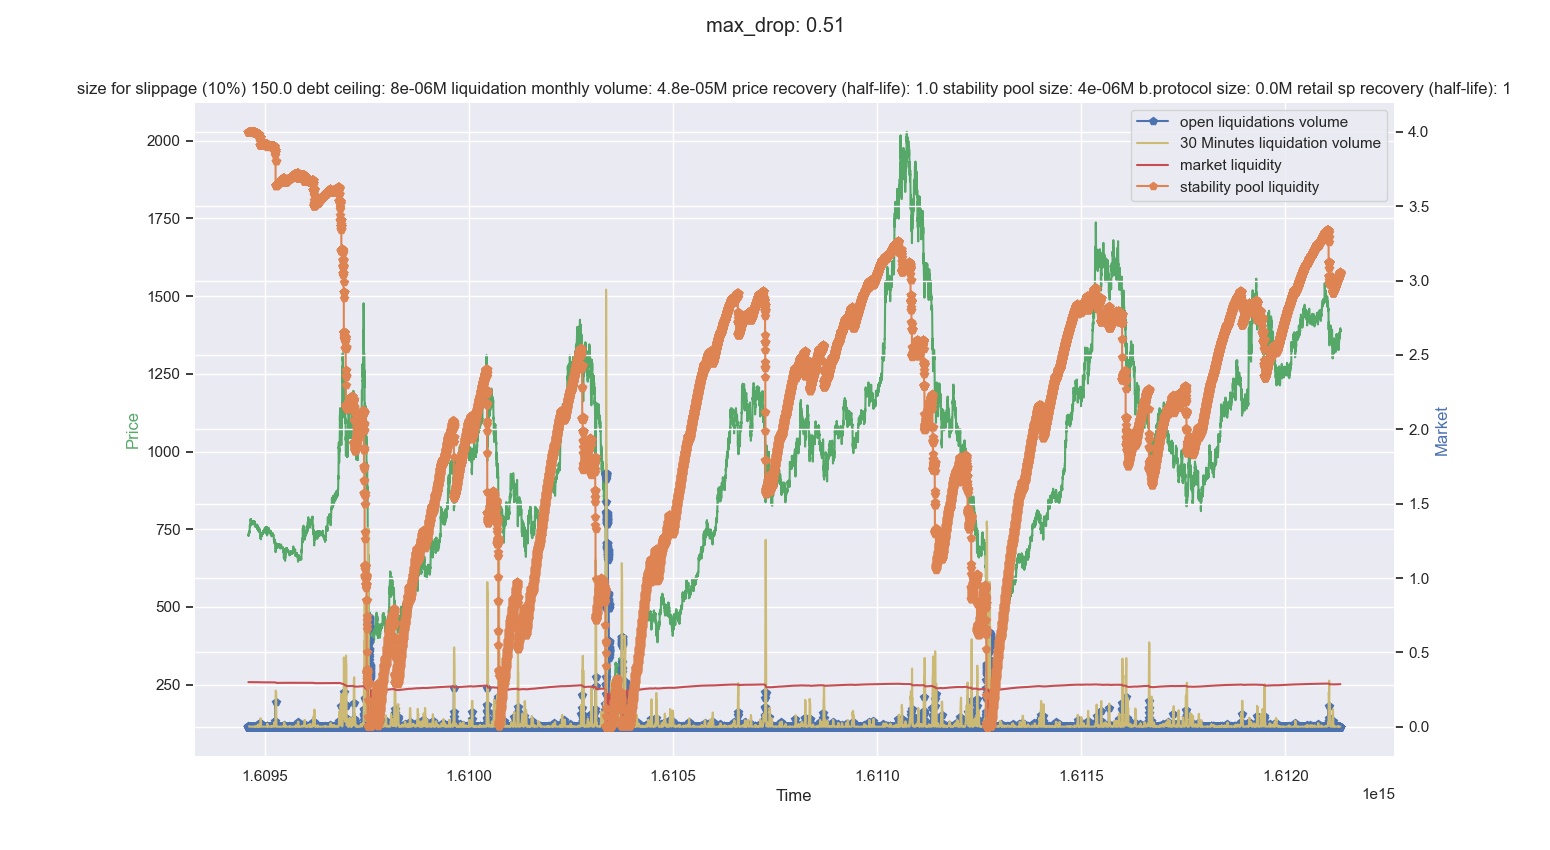 max_drop: 0.51
size for slippage (10%) 150.0 debt ceiling: 8e-06M liquidation monthly volume: 4.8e-05M price recovery (half-life): 1.0 stability pool size: 4e-06M b.protocol size: 0.0M retail sp recovery (half-life): 1
open liquidations volume
30 Minutes liquidation volume
market liquidity
stability pool liquidity
2000
1750
1500
1250
1000
750
500
250
Price
4.0
3.5
3.0
2.5
2.0
1.5
1.0
0.5
0.0
Market
1.6095 1.6100 1.6105 1.6110 1.6115 1.6120
1e15
Time